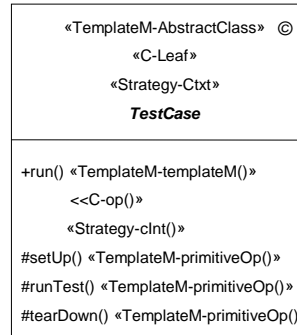 «TemplateM-AbstractClass» ©
«C-Leaf»
«Strategy-Ctxt»
TestCase
+run() «TemplateM-templateM()»
<<C-op()»
«Strategy-cInt()»
#setUp() «TemplateM-primitiveOp()»
#runTest() «TemplateM-primitiveOp()»
#tearDown() «TemplateM-primitiveOp()